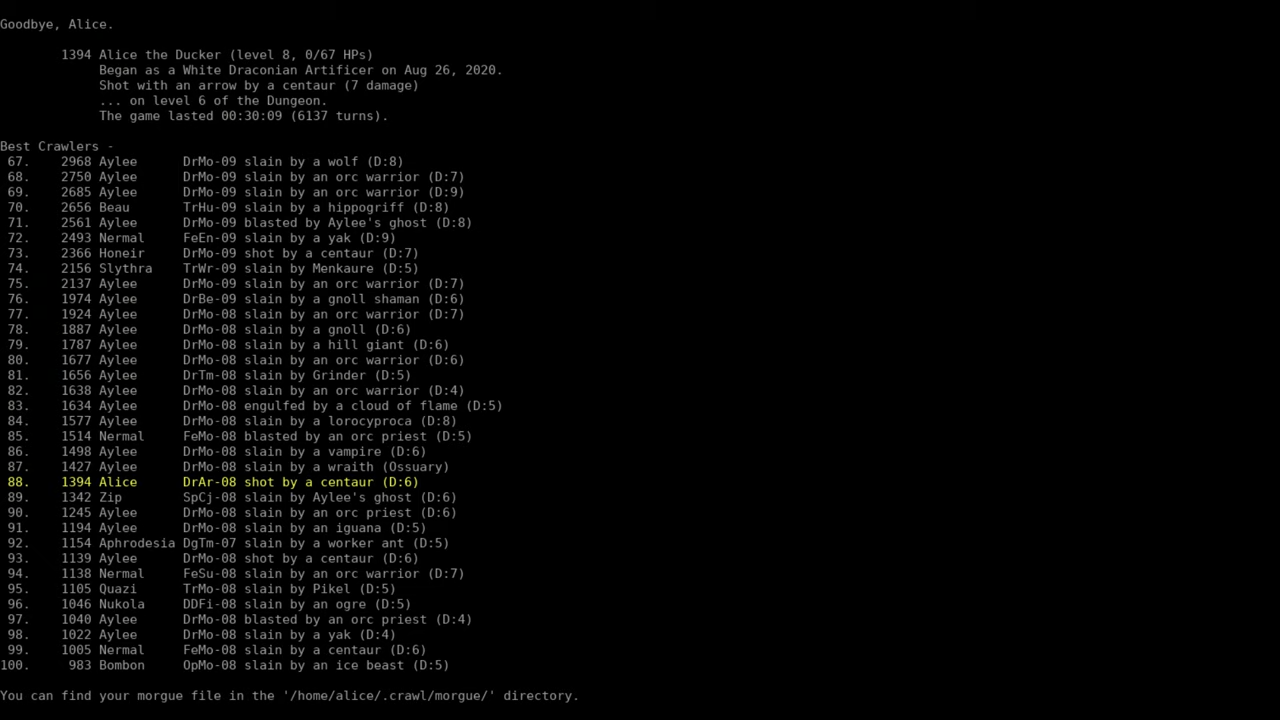 Goodbye, Alice.
1394 Alice the Ducker (level 8, 0/67 HPs)
Began as a White Draconian Artificer on Aug 26, 2020.
Shot with an arrow by a centaur (7 damage)
... on level 6 of the Dungeon.
The game lasted 00:30:09 (6137 turns).
Best Crawlers -
67. 2968 Aylee DrMo-09 slain by a wolf (D:8)
68. 2750 Aylee DrMo-09 slain by an orc warrior (D:7)
69. 2685 Aylee DrMo-09 slain by an orc warrior (D:9)
70. 2656 Beau TrHu-09 slain by a hippogriff (D:8)
71. 2561 Aylee DrMo-09 blasted by Aylee's ghost (D:8)
72. 2493 Nermal FeEn-09 slain by a yak (D:9)
73. 2366 Honeir DrMo-09 shot by a centaur (D:7)
74. 2156 Slythra TrWr-09 slain by Menkaure (D:5)
75. 2137 Aylee DrMo-09 slain by an orc warrior (D:7)
76. 1974 Aylee DrBe-09 slain by a gnoll shaman (D:6)
77. 1924 Aylee DrMo-08 slain by an orc warrior (D:7)
78. 1887 Aylee DrMo-08 slain by a gnoll (D:6)
79. 1787 Aylee DrMo-08 slain by a hill giant (D:6)
80. 1677 Aylee DrMo-08 slain by an orc warrior (D:6)
81. 1656 Aylee DrTm-08 slain by Grinder (D:5)
82. 1638 Aylee DrMo-08 slain by an orc warrior (D:4)
83. 1634 Aylee DrMo-08 engulfed by a cloud of flame (D:5)
84. 1577 Aylee DrMo-08 slain by a lorocyproca (D:8)
85. 1514 Nermal FeMo-08 blasted by an orc priest (D:5)
86. 1498 Aylee DrMo-08 slain by a vampire (D:6)
87. 1427 Aylee DrMo-08 slain by a wraith (Ossuary)
88. 1394 Alice DrAr-08 shot by a centaur (D:6)
89. 1342 Zip SpCj-08 slain by Aylee's ghost (D:6)
90. 1245 Aylee DrMo-08 slain by an orc priest (D:6)
91. 1194 Aylee DrMo-08 slain by an iguana (D:5)
92. 1154 Aphrodesia DgTm-07 slain by a worker ant (D:5)
93. 1139 Aylee DrMo-08 shot by a centaur (D:6)
94. 1138 Nermal FeSu-08 slain by an orc warrior (D:7)
95. 1105 Quazi TrMo-08 slain by Pikel (D:5)
96. 1046 Nukola DDFi-08 slain by an ogre (D:5)
97. 1040 Aylee DrMo-08 blasted by an orc priest (D:4)
98. 1022 Aylee DrMo-08 slain by a yak (D:4)
99. 1005 Nermal FeMo-08 slain by a centaur (D:6)
100. 983 Bombon OpMo-08 slain by an ice beast (D:5)
You can find your morgue file in the '/home/alice/.crawl/morgue/' directory.